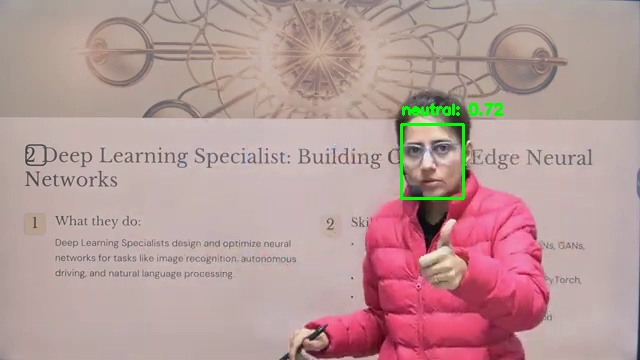 neutral: 0.72
2 Deep Learning Specialist: Building Edge Neural
Networks
1 What they do:
Deep Learning Specialists design and optimize neural
networks for tasks like image recognition, autonomous
driving, and natural language processing.
2
GANs,
PyTorch,